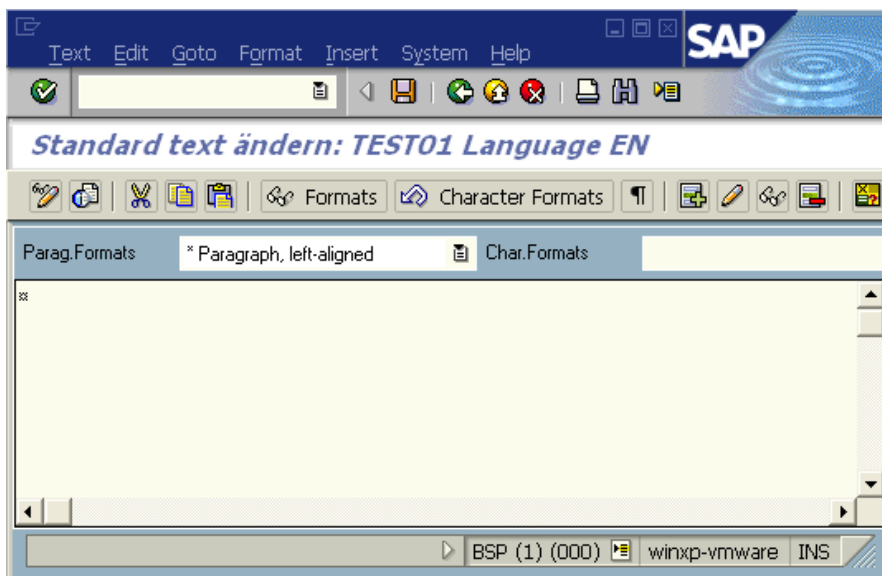 Text Edit Goto Format Insert System Help
SAP
Standard text ändern: TEST01 Language EN
Formats Character Formats ¶
Parag.Formats * Paragraph, left-aligned Char.Formats
BSP (1) (000) winxp-vmware INS